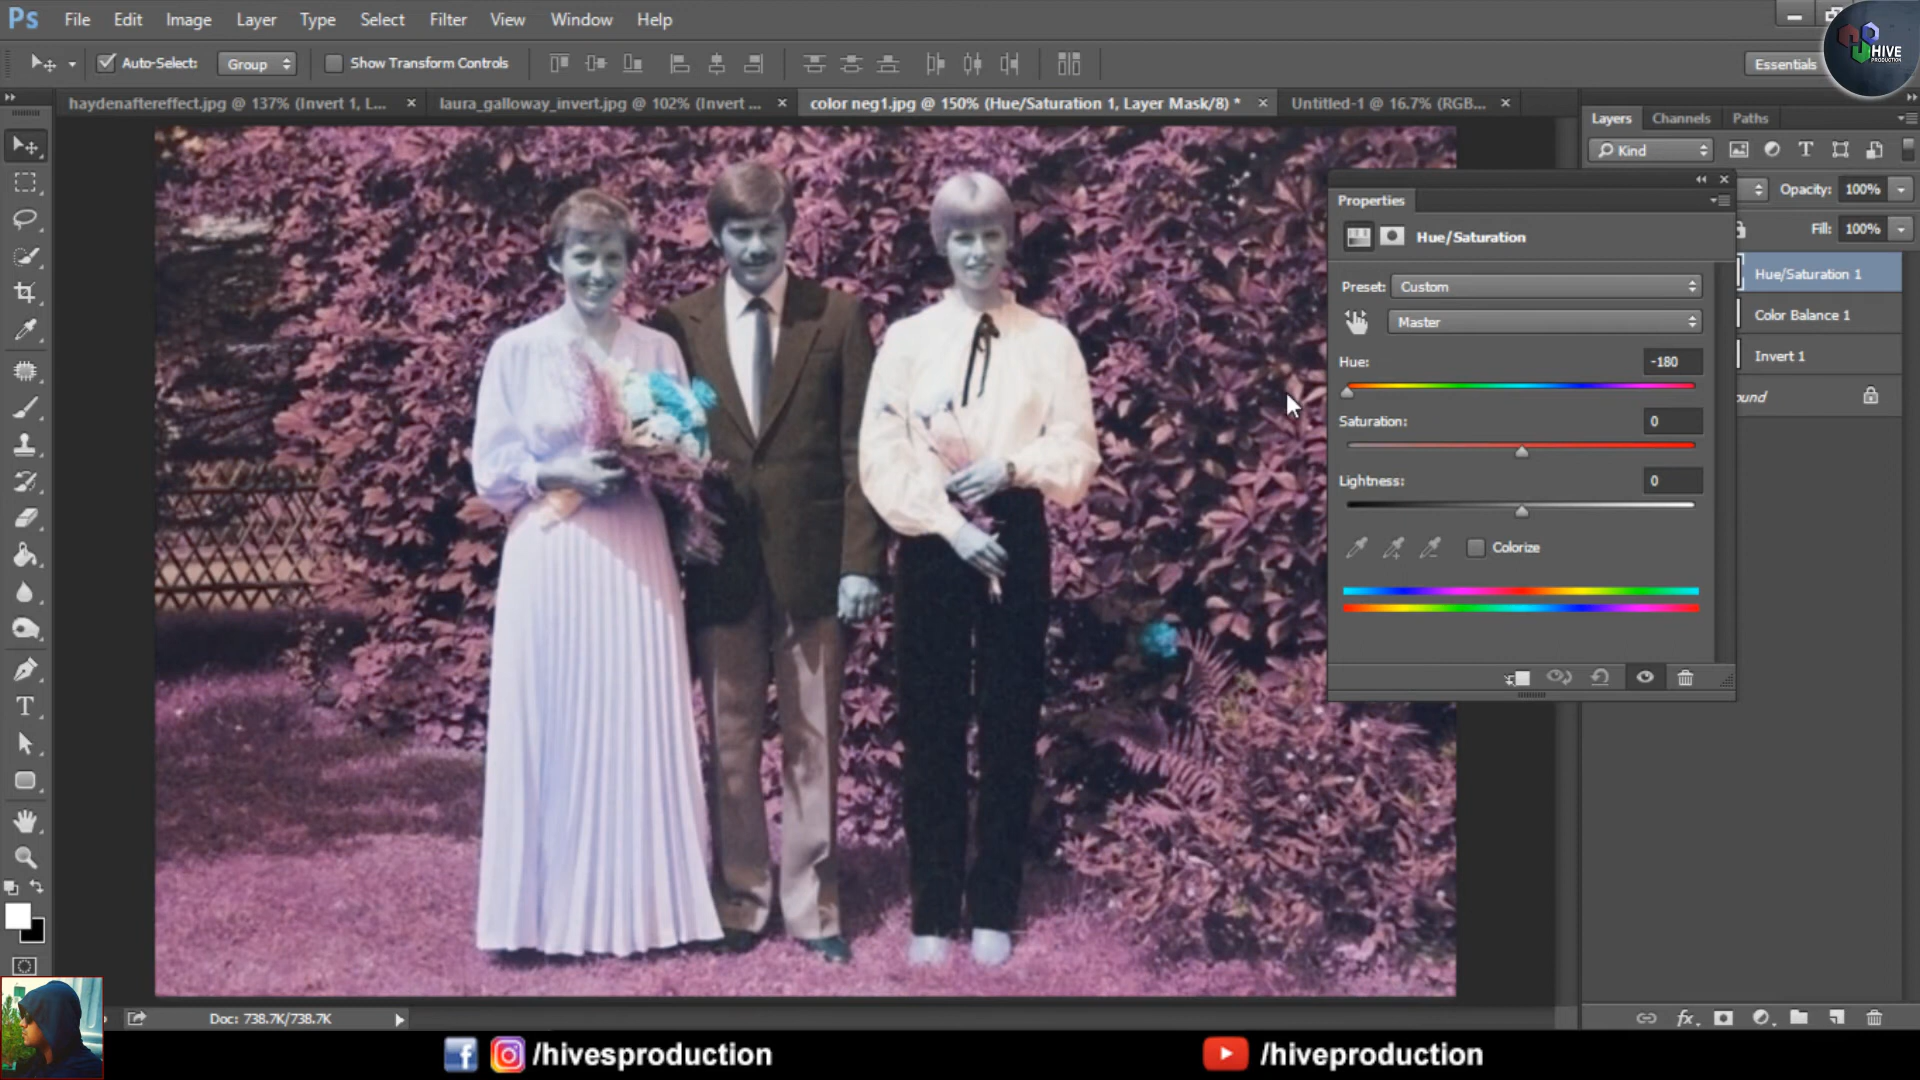 Ps File Edit Image Layer Type Select Filter View Window Help
HIVE
PRODUCTION
Auto-Select: Group Show Transform Controls Essentials
haydenaftereffect.jpg @ 137% (Invert 1, L... × laura_galloway_invert.jpg @ 102% (Invert ... × color neg1.jpg @ 150% (Hue/Saturation 1, Layer Mask/8) * × Untitled-1 @ 16.7% (RGB... ×
Layers Channels Paths
Kind
Opacity: 100%
Fill: 100%
Properties
Hue/Saturation
Preset: Custom
Master
Hue: -180
Saturation: 0
Lightness: 0
Colorize
Hue/Saturation 1
Color Balance 1
Invert 1
ound
Doc: 738.7K/738.7K
/hivesproduction
/hiveproduction